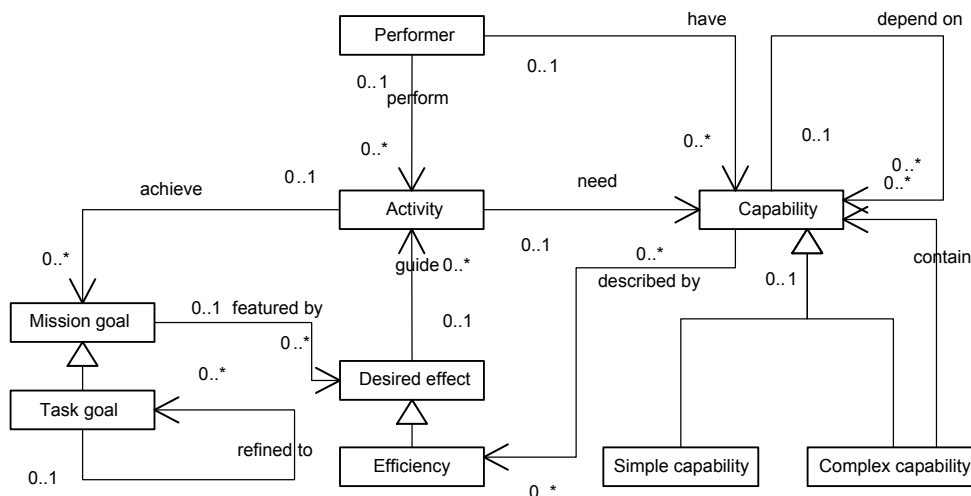 have
depend on
Performer
0..1
0..1
perform
0..1
0..*
0..*
0..*
0..*
achieve
0..1
need
Activity
Capability
0..1
0..*
0..*
guide
0..*
contain
described by
0..1
0..1
featured by
Mission goal
0..1
0..*
0..*
Desired effect
Task goal
refined to
0..1
Efficiency
Simple capability
Complex capability
0..*